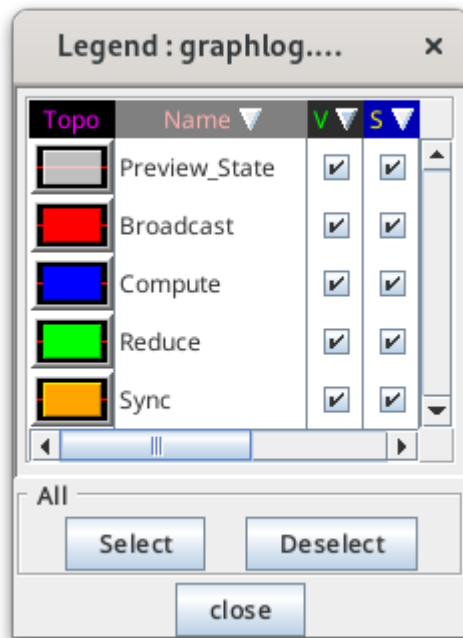 Legend : graphlog....
Topo Name V S
Preview_State
Broadcast
Compute
Reduce
Sync
All
Select Deselect
close